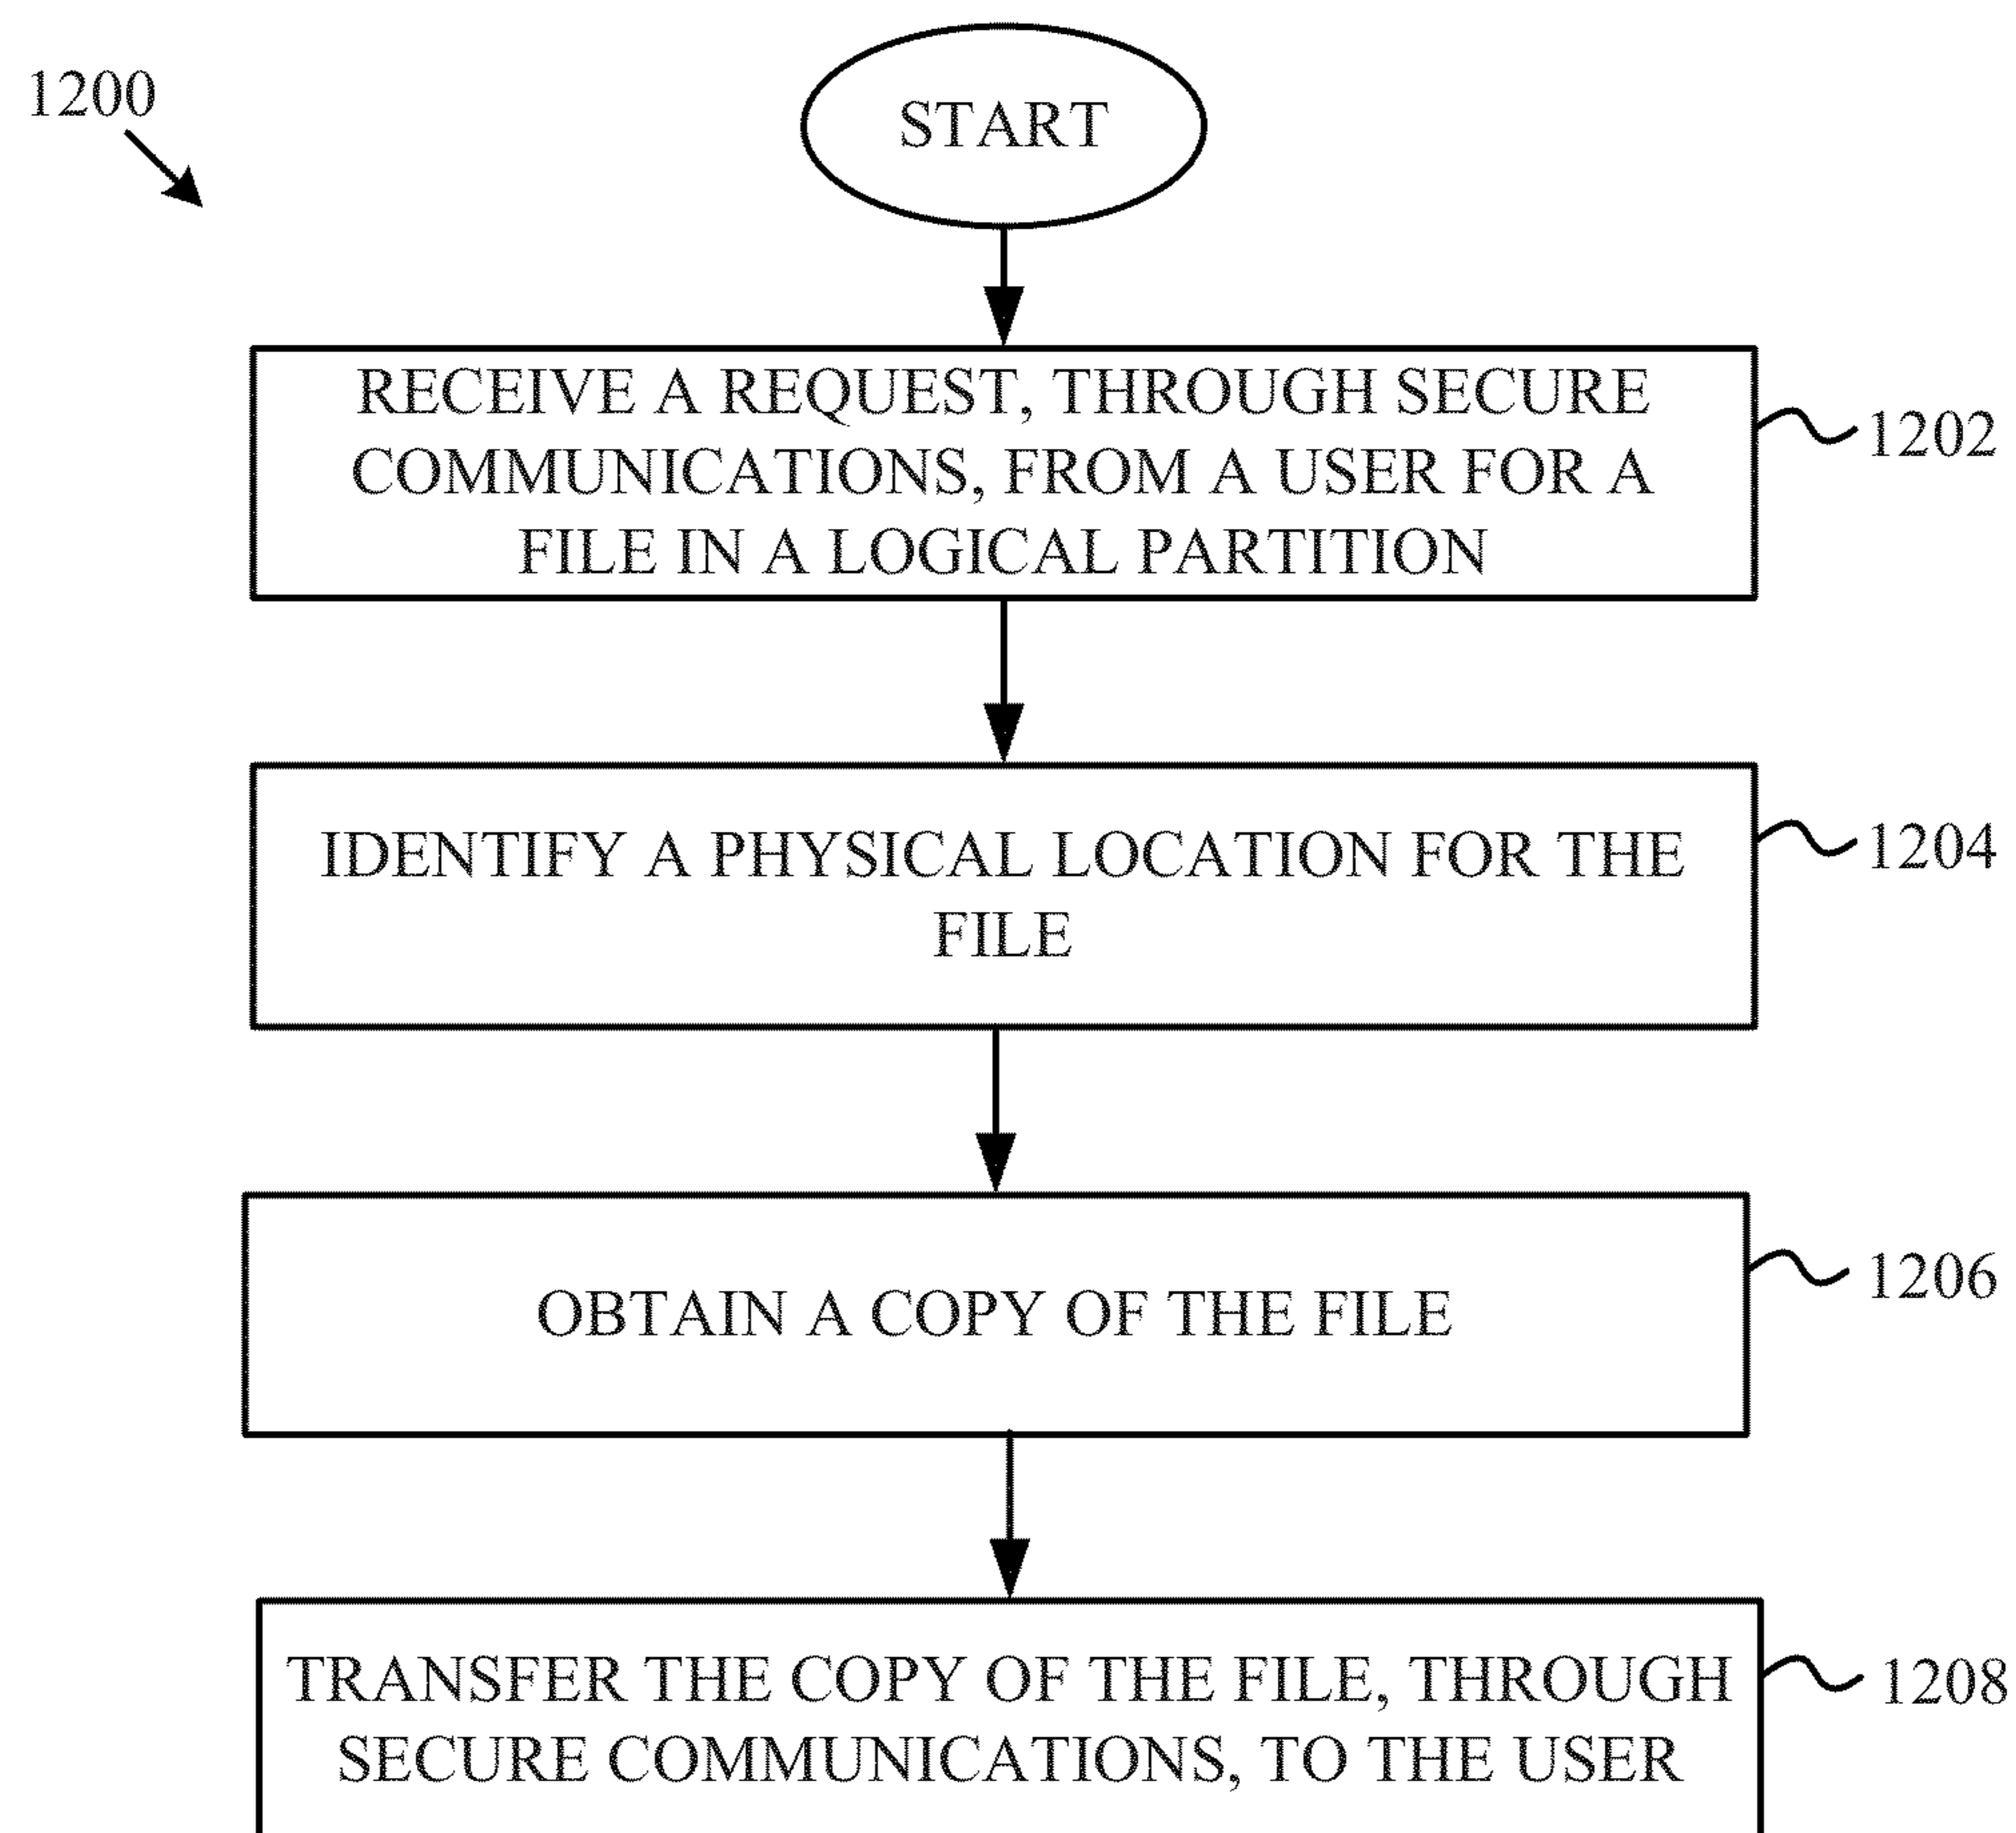 1200
START
RECEIVE A REQUEST, THROUGH SECURE
COMMUNICATIONS, FROM A USER FOR A
FILE IN A LOGICAL PARTITION
1202
IDENTIFY A PHYSICAL LOCATION FOR THE
FILE
1204
OBTAIN A COPY OF THE FILE
1206
TRANSFER THE COPY OF THE FILE, THROUGH
SECURE COMMUNICATIONS, TO THE USER
1208